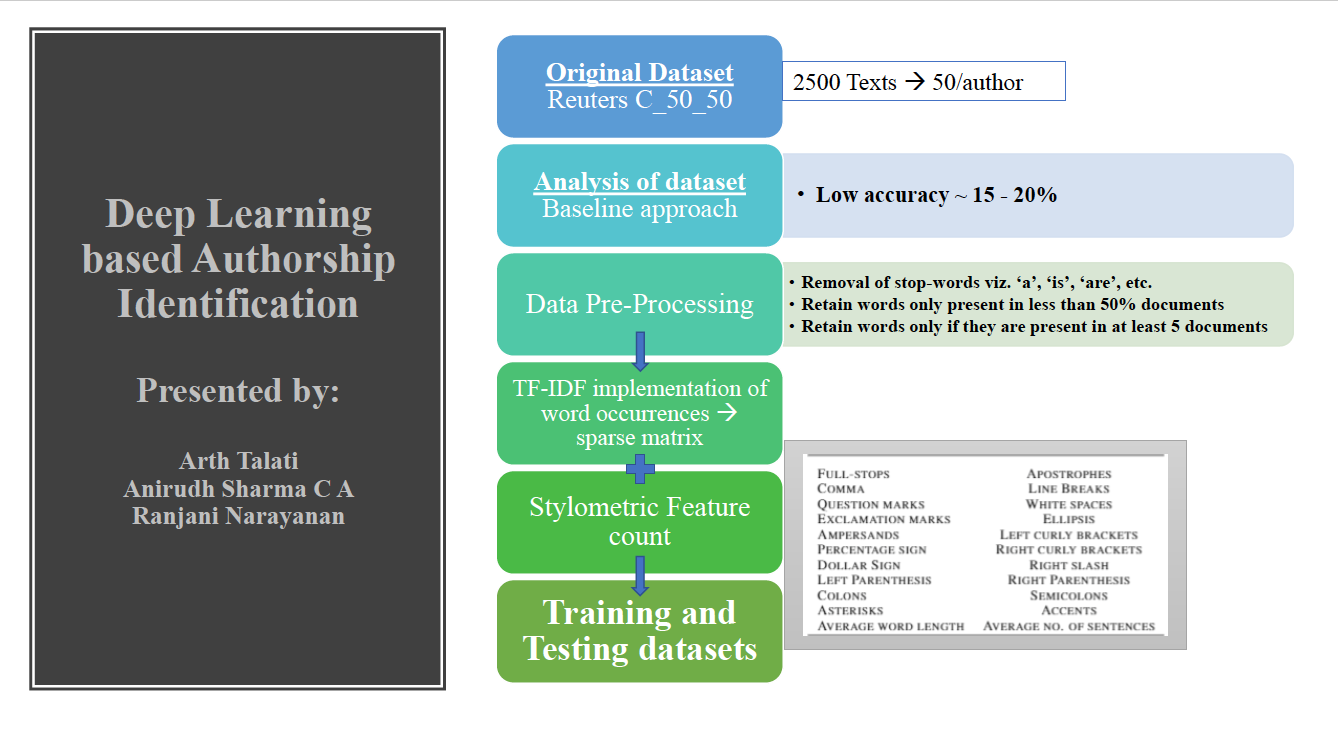 Deep Learning
based Authorship
Identification
Presented by:
Arth Talati
Anirudh Sharma C A
Ranjani Narayanan
Original Dataset
Reuters C_50_50
2500 Texts → 50/author
Analysis of dataset
Baseline approach
• Low accuracy ~ 15 - 20%
Data Pre-Processing
• Removal of stop-words viz. ‘a’, ‘is’, ‘are’, etc.
• Retain words only present in less than 50% documents
• Retain words only if they are present in at least 5 documents
TF-IDF implementation of
word occurrences →
sparse matrix
Stylometric Feature
count
FULL-STOPS APOSTROPHES
COMMA LINE BREAKS
QUESTION MARKS WHITE SPACES
EXCLAMATION MARKS ELLIPSIS
AMPERSANDS LEFT CURLY BRACKETS
PERCENTAGE SIGN RIGHT CURLY BRACKETS
DOLLAR SIGN RIGHT SLASH
LEFT PARENTHESIS RIGHT PARENTHESIS
COLONS SEMICOLONS
ASTERISKS ACCENTS
AVERAGE WORD LENGTH AVERAGE NO. OF SENTENCES
Training and
Testing datasets